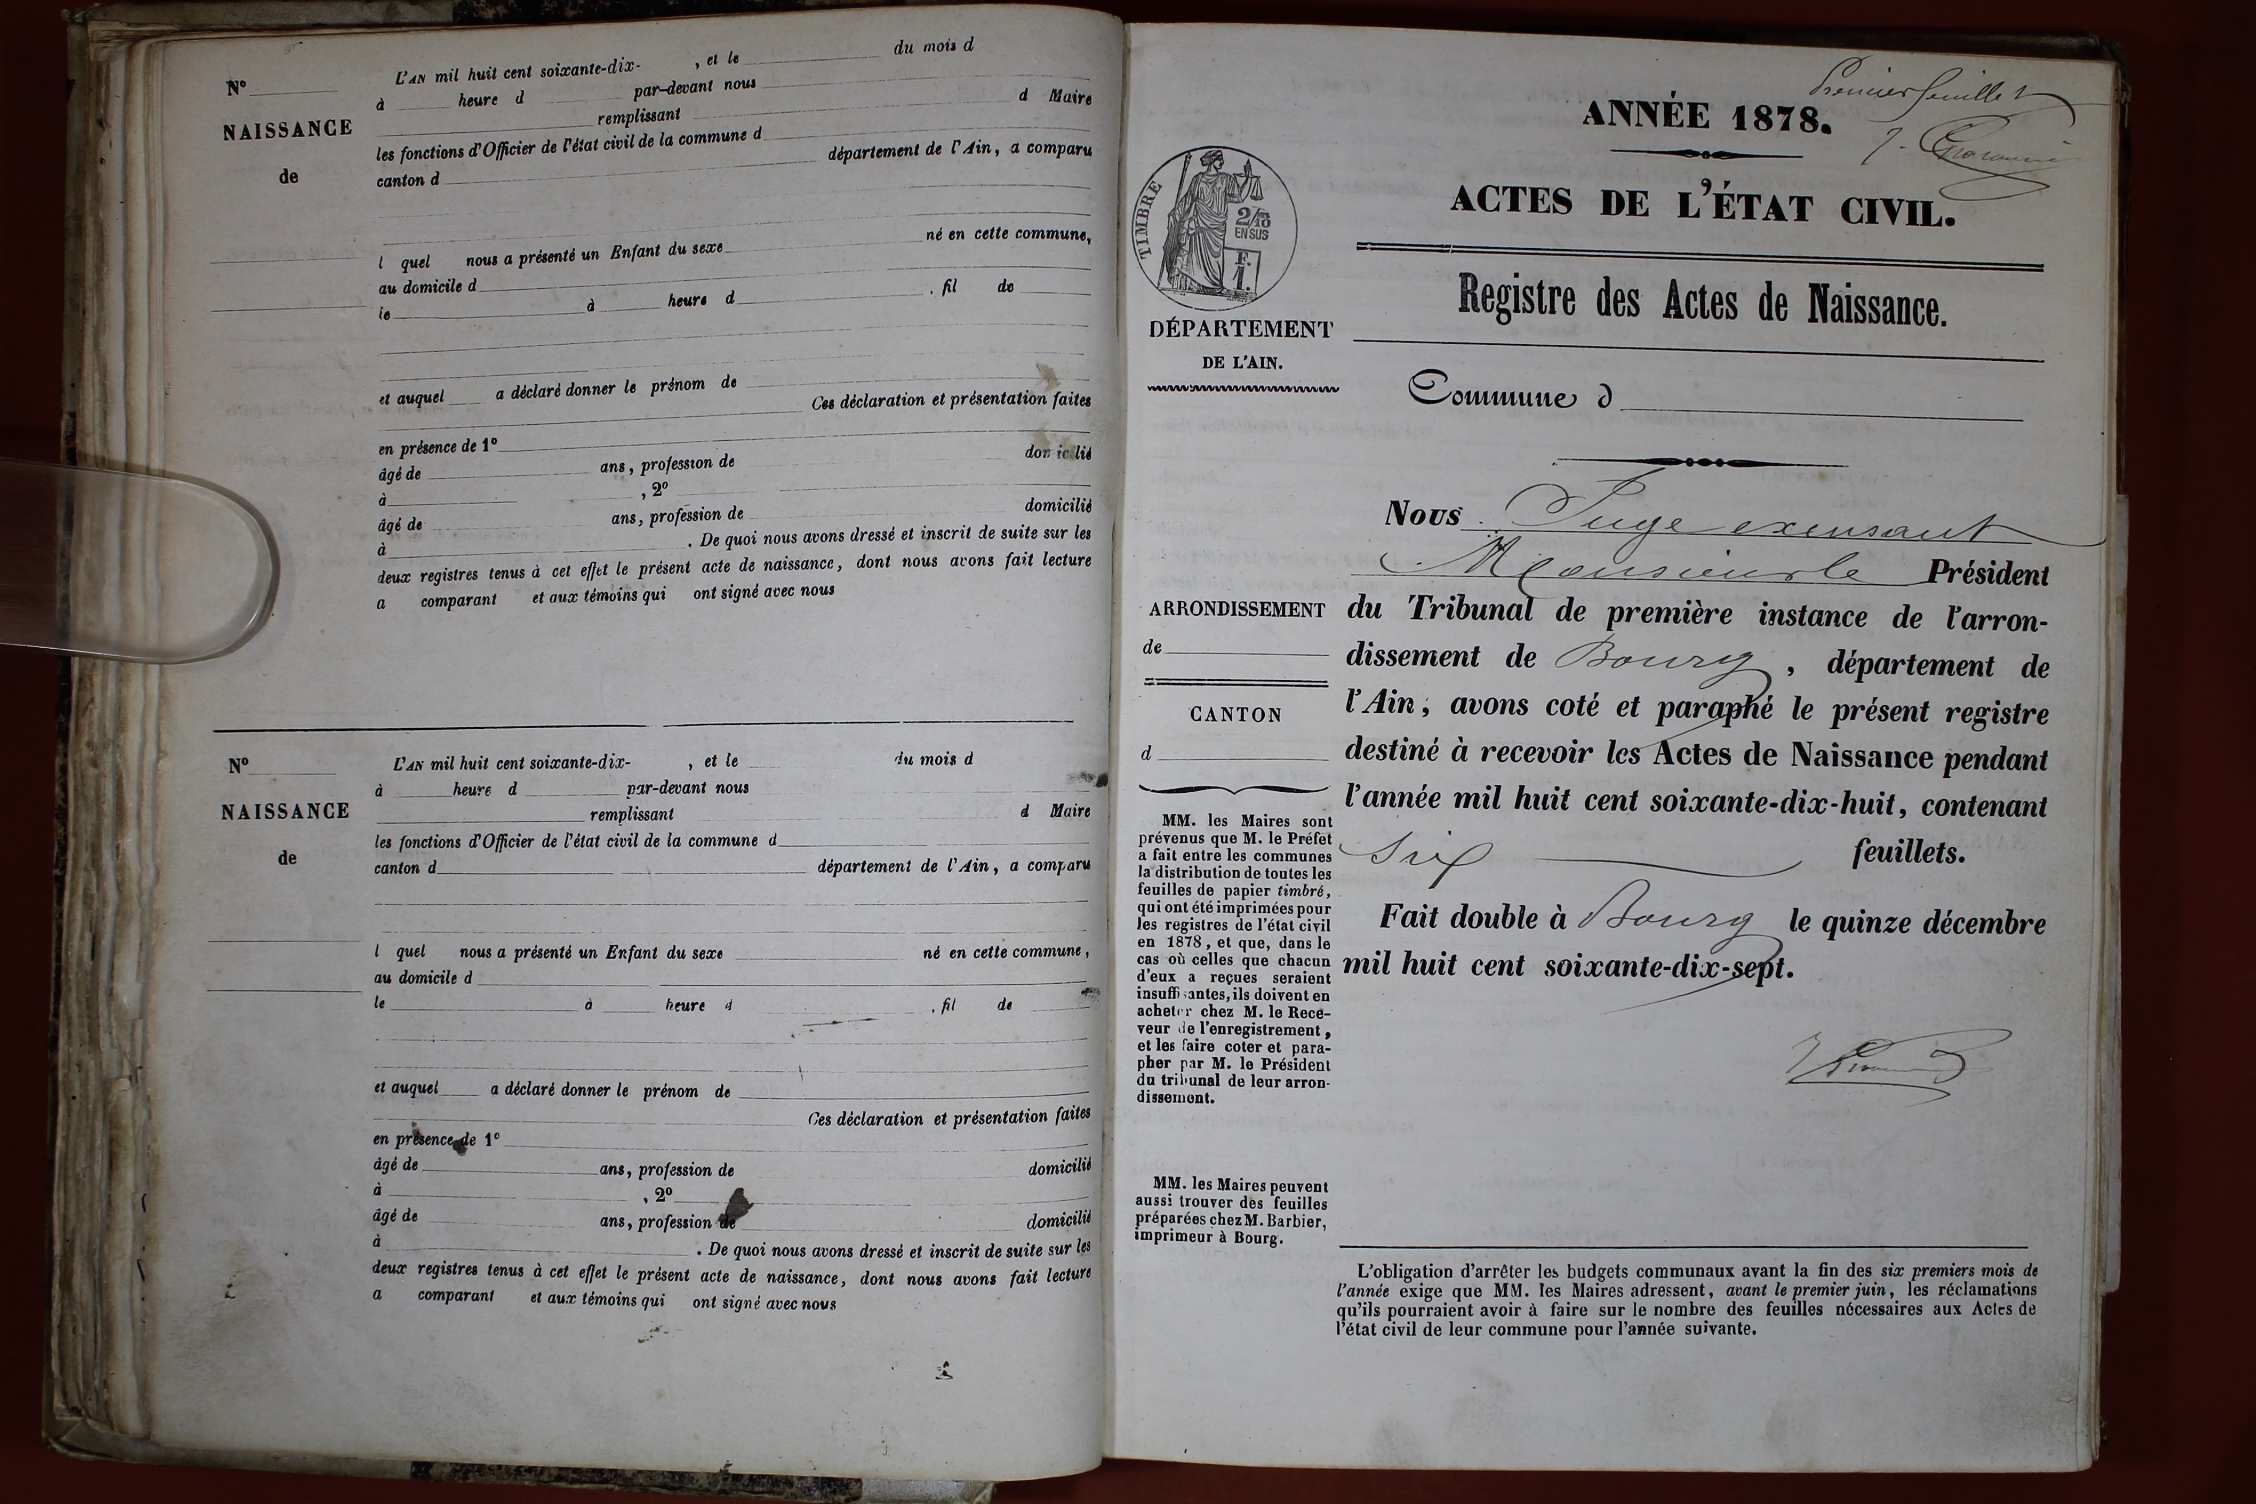 N° L'AN mil huit cent soixante-dix- , et le du mois d
à heure d par-devant nous
remplissant d Maire
NAISSANCE
les fonctions d'Officier de l'état civil de la commune d
de
canton d département de l'Ain, a comparu
l quel nous a présenté un Enfant du sexe né en cette commune,
au domicile d
le à heure d , fil de
et auquel a déclaré donner le prénom de
Ces déclaration et présentation faites
en présence de 1°
âgé de ans, profession de domicilié
à , 2°
âgé de ans, profession de domicilié
à . De quoi nous avons dressé et inscrit de suite sur les
deux registres tenus à cet effet le présent acte de naissance, dont nous avons fait lecture
a comparant et aux témoins qui ont signé avec nous
N° L'AN mil huit cent soixante-dix- , et le du mois d
à heure d par-devant nous
NAISSANCE
remplissant d Maire
les fonctions d'Officier de l'état civil de la commune d
de
canton d département de l'Ain, a comparu
l quel nous a présenté un Enfant du sexe né en cette commune,
au domicile d
le à heure d , fil de
et auquel a déclaré donner le prénom de
Ces déclaration et présentation faites
en présence de 1°
âgé de ans, profession de domicilié
à , 2°
âgé de ans, profession de domicilié
à . De quoi nous avons dressé et inscrit de suite sur les
deux registres tenus à cet effet le présent acte de naissance, dont nous avons fait lecture
a comparant et aux témoins qui ont signé avec nous
Premier feuillet
ANNÉE 1878.
ACTES DE L'ÉTAT CIVIL.
TIMBRE
2/10
EN SUS
F.
1.
Registre des Actes de Naissance.
DÉPARTEMENT
DE L'AIN.
Commune d
Nous Juge exerçant
Monsieur le Président
ARRONDISSEMENT
de
CANTON
d
du Tribunal de première instance de l'arron-
dissement de Bourg, département de
l'Ain, avons coté et paraphé le présent registre
destiné à recevoir les Actes de Naissance pendant
l'année mil huit cent soixante-dix-huit, contenant
Six feuillets.
Fait double à Bourg le quinze décembre
mil huit cent soixante-dix-sept.
MM. les Maires sont
prévenus que M. le Préfet
a fait entre les communes
la distribution de toutes les
feuilles de papier timbré,
qui ont été imprimées pour
les registres de l'état civil
en 1878, et que, dans le
cas où celles que chacun
d'eux a reçues seraient
insuffisantes, ils doivent en
acheter chez M. le Rece-
veur de l'enregistrement,
et les faire coter et para-
pher par M. le Président
du tribunal de leur arron-
dissement.
MM. les Maires peuvent
aussi trouver des feuilles
préparées chez M. Barbier,
imprimeur à Bourg.
L'obligation d'arrêter les budgets communaux avant la fin des six premiers mois de
l'année exige que MM. les Maires adressent, avant le premier juin, les réclamations
qu'ils pourraient avoir à faire sur le nombre des feuilles nécessaires aux Actes de
l'état civil de leur commune pour l'année suivante.